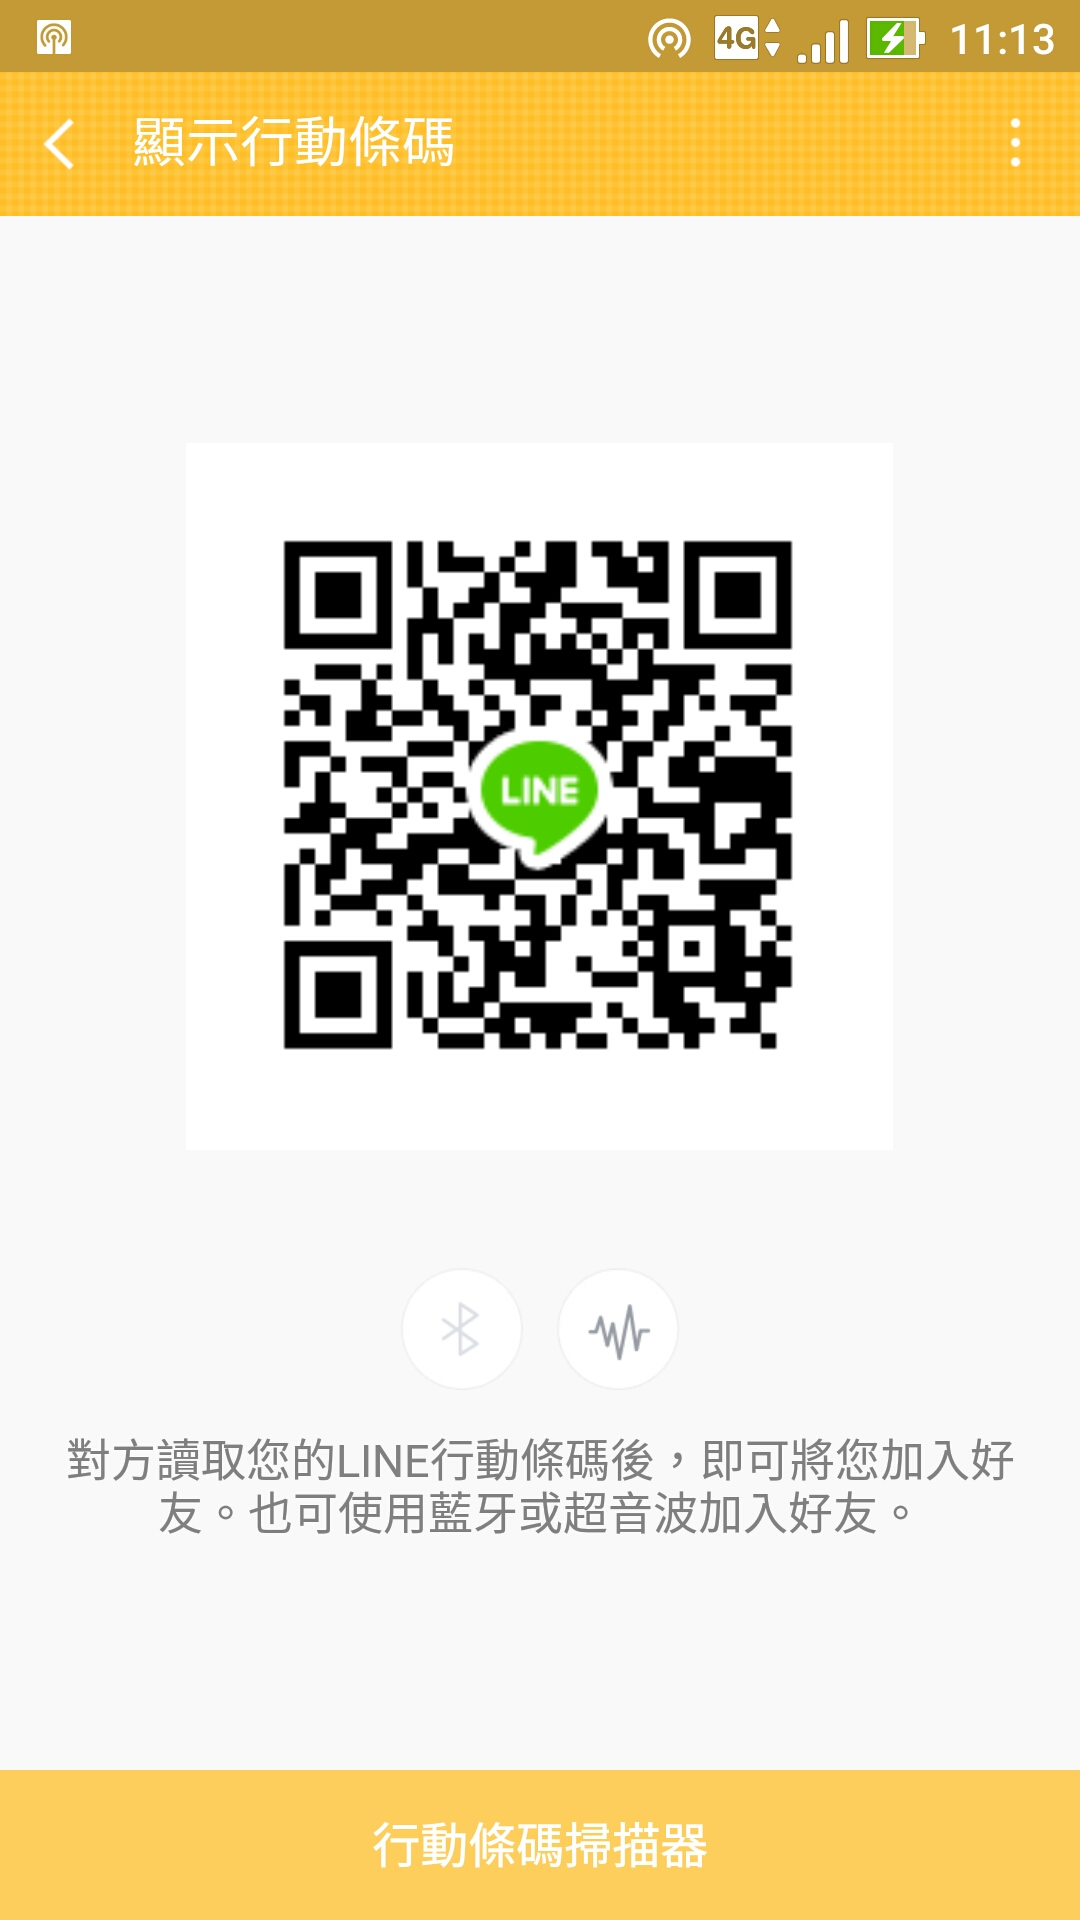 4G 11:13
顯示行動條碼
LINE
對方讀取您的LINE行動條碼後，即可將您加入好
友。也可使用藍牙或超音波加入好友。
行動條碼掃描器